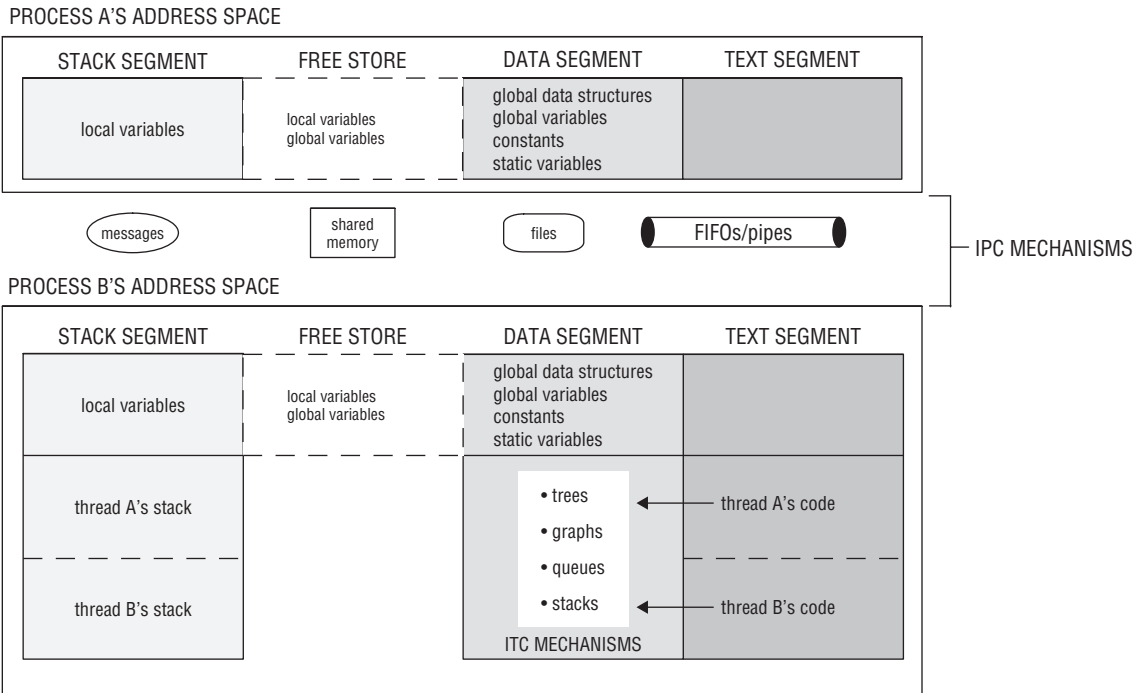 PROCESS A'S ADDRESS SPACE
STACK SEGMENT
FREE STORE
DATA SEGMENT
TEXT SEGMENT
local variables
local variables
global variables
global data structures
global variables
constants
static variables
messages
shared
memory
files
FIFOs/pipes
IPC MECHANISMS
PROCESS B'S ADDRESS SPACE
STACK SEGMENT
FREE STORE
DATA SEGMENT
TEXT SEGMENT
local variables
local variables
global variables
global data structures
global variables
constants
static variables
thread A's stack
• trees
• graphs
• queues
• stacks
thread A's code
thread B's stack
thread B's code
ITC MECHANISMS